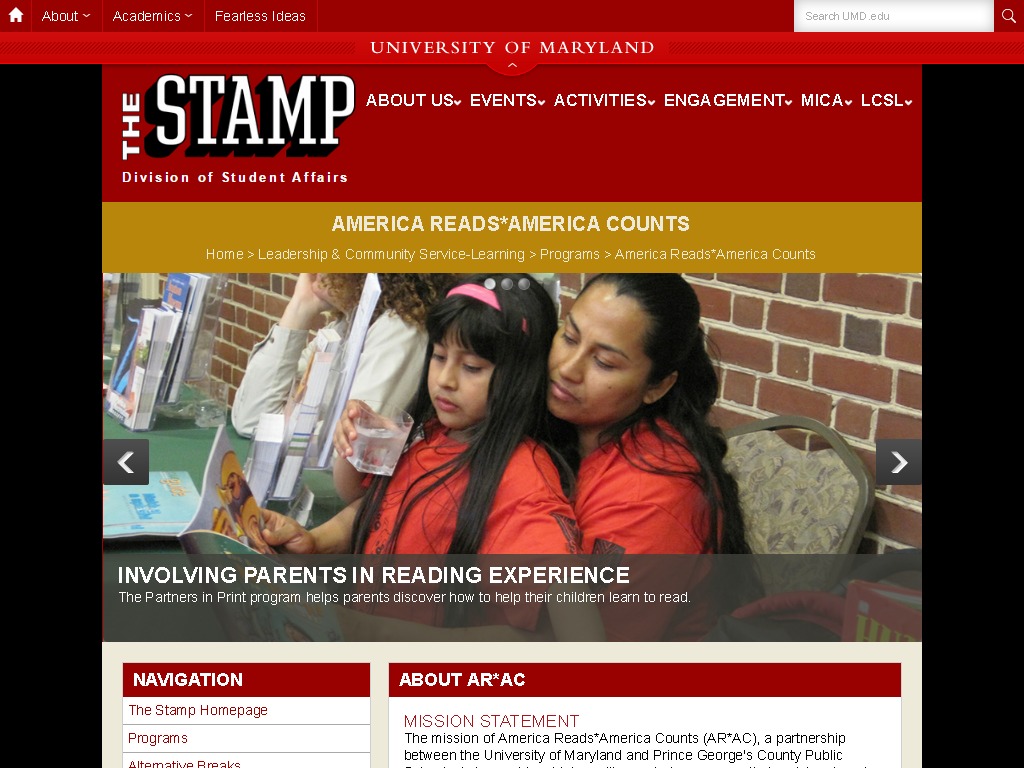 About Academics Fearless Ideas Search UMD.edu
UNIVERSITY OF MARYLAND
THE STAMP
ABOUT US EVENTS ACTIVITIES ENGAGEMENT MICA LCSL
Division of Student Affairs
AMERICA READS*AMERICA COUNTS
Home > Leadership & Community Service-Learning > Programs > America Reads*America Counts
INVOLVING PARENTS IN READING EXPERIENCE
The Partners in Print program helps parents discover how to help their children learn to read.
NAVIGATION
The Stamp Homepage
Programs
Alternative Breaks
ABOUT AR*AC
MISSION STATEMENT
The mission of America Reads*America Counts (AR*AC), a partnership
between the University of Maryland and Prince George's County Public